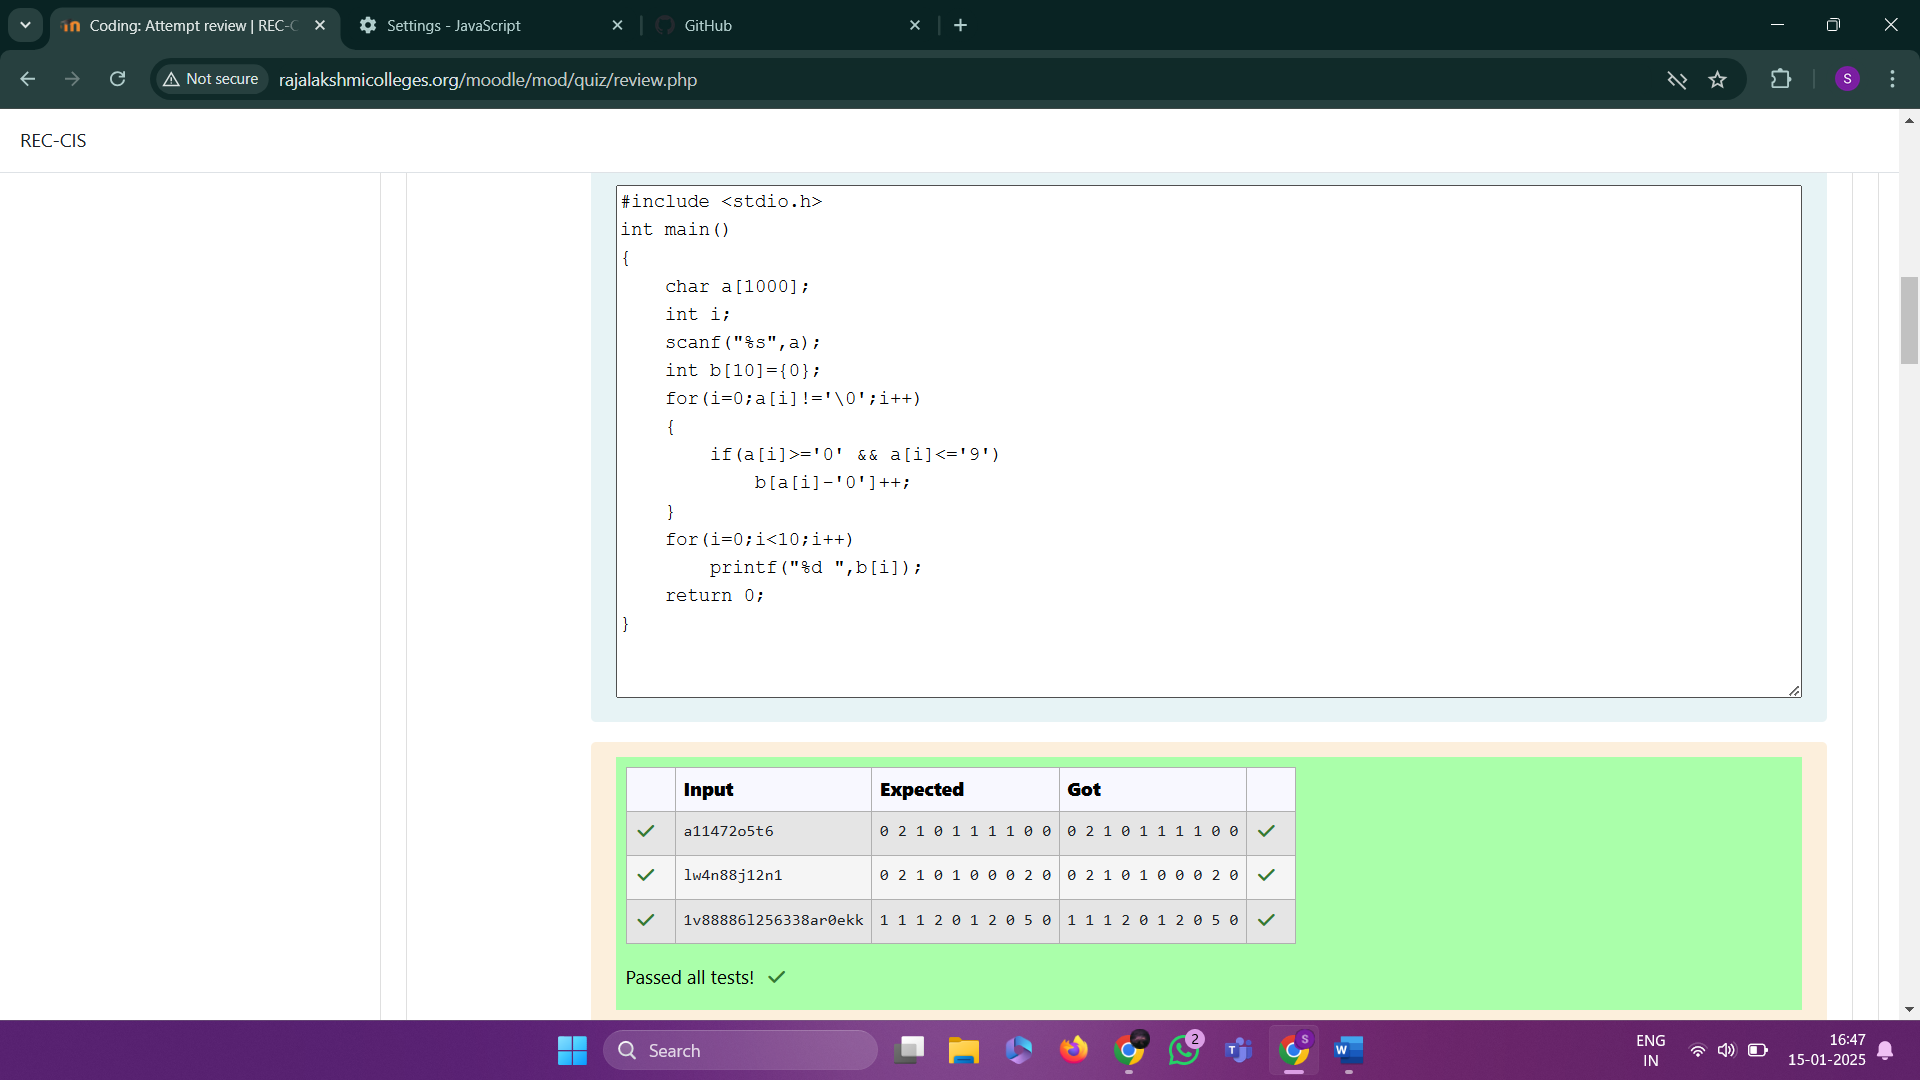 Coding: Attempt review | REC-C
Settings - JavaScript
GitHub
Not secure
rajalakshmicolleges.org/moodle/mod/quiz/review.php
S
REC-CIS
#include <stdio.h>
int main()
{
    char a[1000];
    int i;
    scanf("%s",a);
    int b[10]={0};
    for(i=0;a[i]!='\0';i++)
    {
        if(a[i]>='0' && a[i]<='9')
            b[a[i]-'0']++;
    }
    for(i=0;i<10;i++)
        printf("%d ",b[i]);
    return 0;
}
Input Expected Got
a11472o5t6 0 2 1 0 1 1 1 1 0 0 0 2 1 0 1 1 1 1 0 0
lw4n88j12n1 0 2 1 0 1 0 0 0 2 0 0 2 1 0 1 0 0 0 2 0
1v88886l256338ar0ekk 1 1 1 2 0 1 2 0 5 0 1 1 1 2 0 1 2 0 5 0
Passed all tests!
Search
2
S
ENG
IN
16:47
15-01-2025